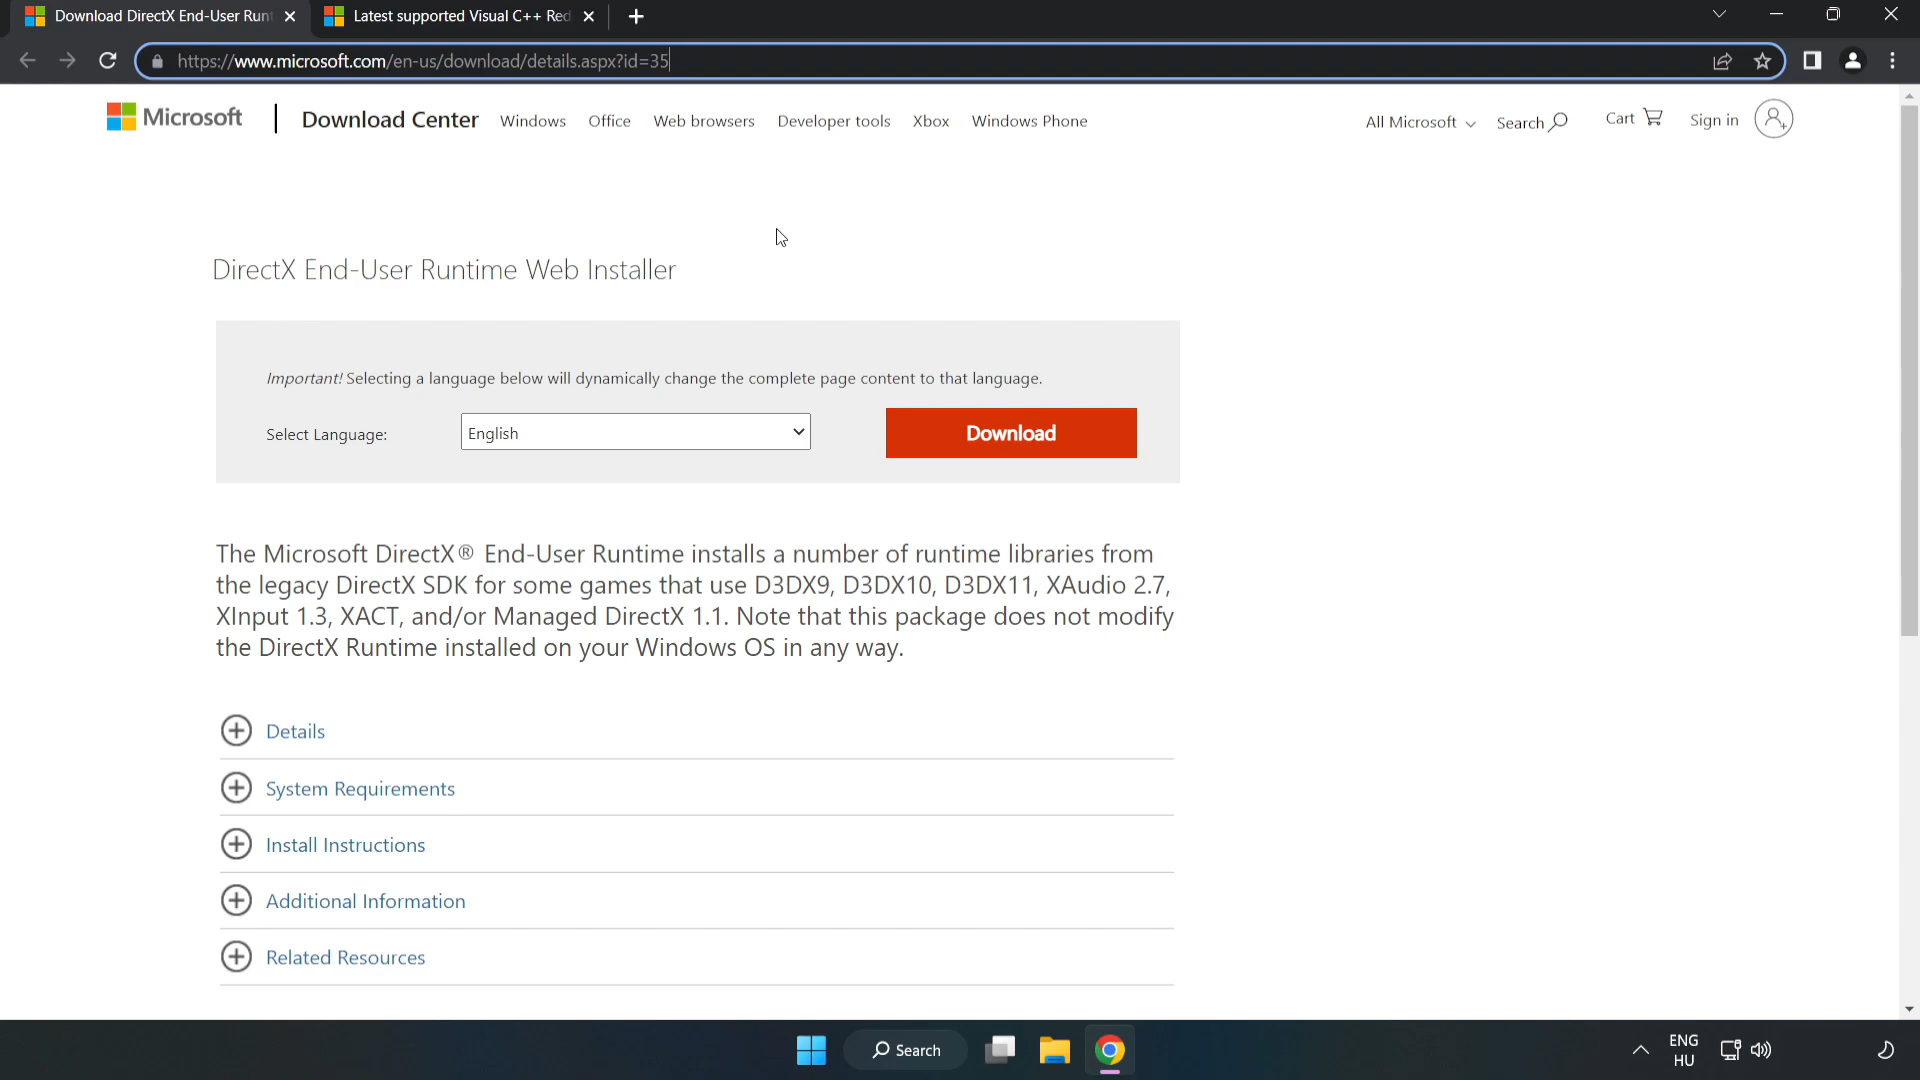 Download DirectX End-User Runt
Latest supported Visual C++ Red
https://www.microsoft.com/en-us/download/details.aspx?id=35
Microsoft
Download Center
Windows
Office
Web browsers
Developer tools
Xbox
Windows Phone
All Microsoft
Search
Cart
Sign in
DirectX End-User Runtime Web Installer
Important! Selecting a language below will dynamically change the complete page content to that language.
Select Language:
English
Download
The Microsoft DirectX® End-User Runtime installs a number of runtime libraries from
the legacy DirectX SDK for some games that use D3DX9, D3DX10, D3DX11, XAudio 2.7,
XInput 1.3, XACT, and/or Managed DirectX 1.1. Note that this package does not modify
the DirectX Runtime installed on your Windows OS in any way.
Details
System Requirements
Install Instructions
Additional Information
Related Resources
Search
ENG
HU